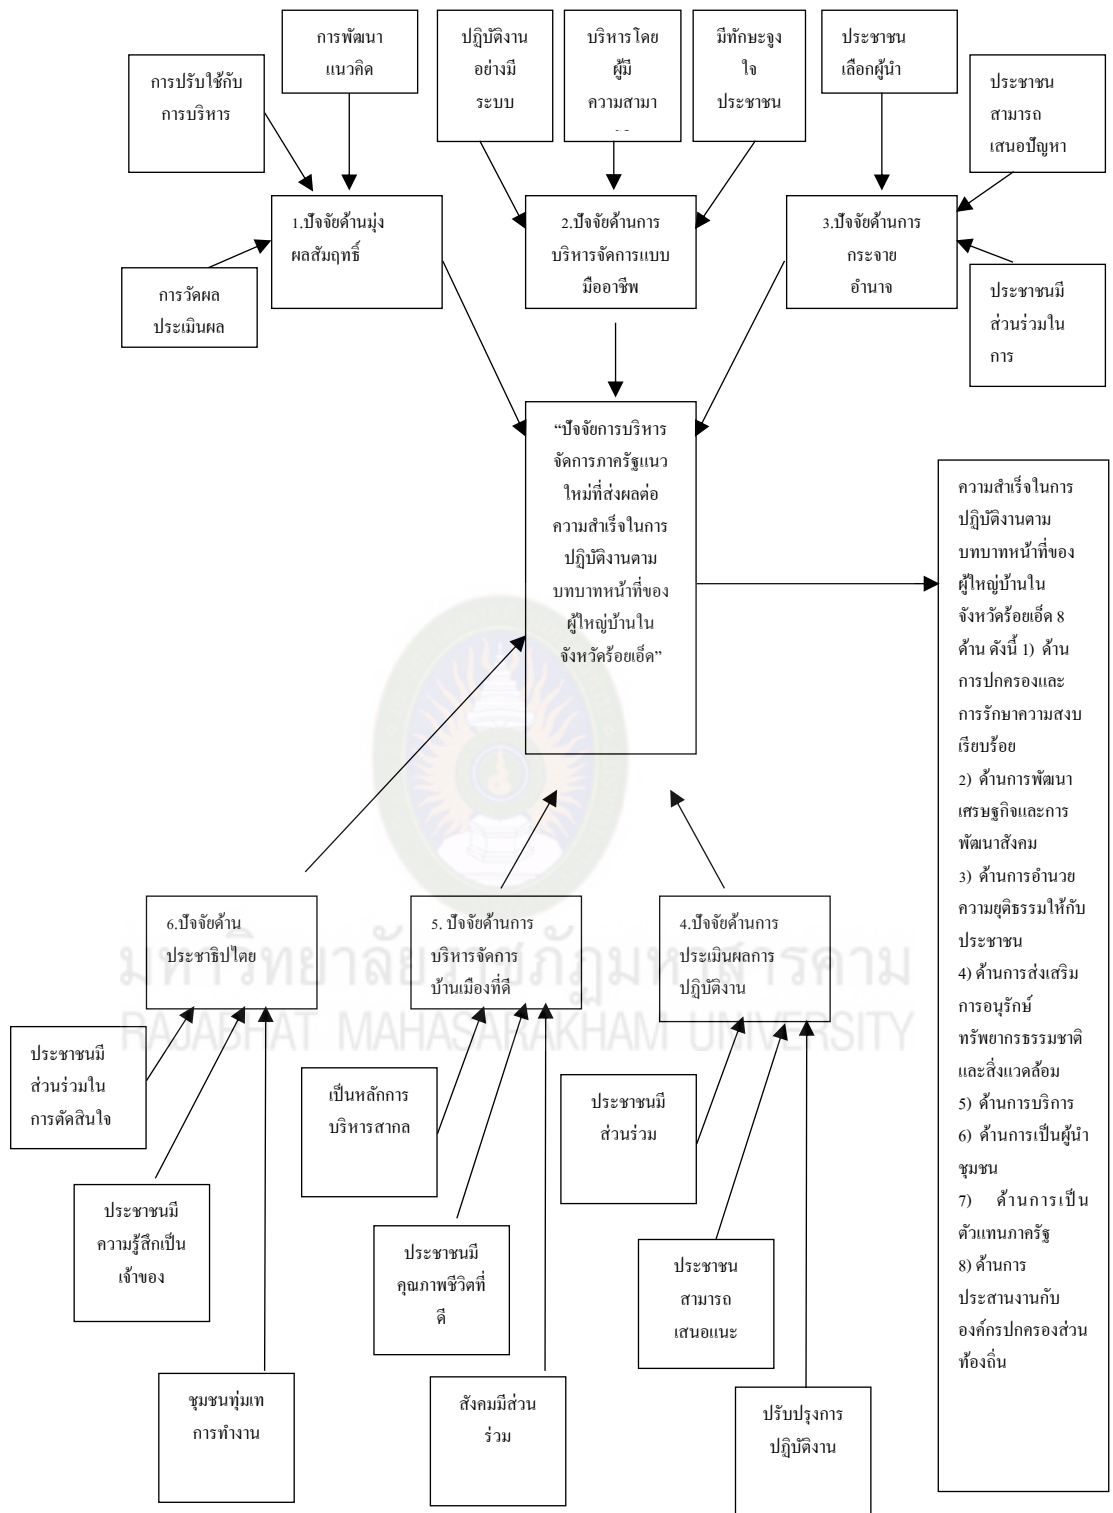 การปรับใช้กับ
การบริหาร
การพัฒนา
แนวคิด
ปฏิบัติงาน
อย่างมี
ระบบ
บริหารโดย
ผู้มี
ความสามา
มีทักษะจูง
ใจ
ประชาชน
ประชาชน
เลือกผู้นำ
ประชาชน
สามารถ
เสนอปัญหา
การวัดผล
ประเมินผล
1.ปัจจัยด้านมุ่ง
ผลสัมฤทธิ์
2.ปัจจัยด้านการ
บริหารจัดการแบบ
มืออาชีพ
3.ปัจจัยด้านการ
กระจาย
อำนาจ
ประชาชนมี
ส่วนร่วมใน
การ
“ปัจจัยการบริหาร
จัดการภาครัฐแนว
ใหม่ที่ส่งผลต่อ
ความสำเร็จในการ
ปฏิบัติงานตาม
บทบาทหน้าที่ของ
ผู้ใหญ่บ้านใน
จังหวัดร้อยเอ็ด”
ความสำเร็จในการ
ปฏิบัติงานตาม
บทบาทหน้าที่ของ
ผู้ใหญ่บ้านใน
จังหวัดร้อยเอ็ด 8
ด้าน ดังนี้ 1) ด้าน
การปกครองและ
การรักษาความสงบ
เรียบร้อย
2) ด้านการพัฒนา
เศรษฐกิจและการ
พัฒนาสังคม
3) ด้านการอำนวย
ความยุติธรรมให้กับ
ประชาชน
4) ด้านการส่งเสริม
การอนุรักษ์
ทรัพยากรธรรมชาติ
และสิ่งแวดล้อม
5) ด้านการบริการ
6) ด้านการเป็นผู้นำ
ชุมชน
7) ด้านการเป็น
ตัวแทนภาครัฐ
8) ด้านการ
ประสานงานกับ
องค์กรปกครองส่วน
ท้องถิ่น
6.ปัจจัยด้าน
ประชาธิปไตย
5. ปัจจัยด้านการ
บริหารจัดการ
บ้านเมืองที่ดี
4.ปัจจัยด้านการ
ประเมินผลการ
ปฏิบัติงาน
มหาวิทยาลัยราชภัฏมหาสารคาม
RAJABHAT MAHASARAKHAM UNIVERSITY
ประชาชนมี
ส่วนร่วมใน
การตัดสินใจ
เป็นหลักการ
บริหารสากล
ประชาชนมี
ส่วนร่วม
ประชาชนมี
ความรู้สึกเป็น
เจ้าของ
ประชาชนมี
คุณภาพชีวิตที่
ดี
ประชาชน
สามารถ
เสนอแนะ
ชุมชนทุ่มเท
การทำงาน
สังคมมีส่วน
ร่วม
ปรับปรุงการ
ปฏิบัติงาน